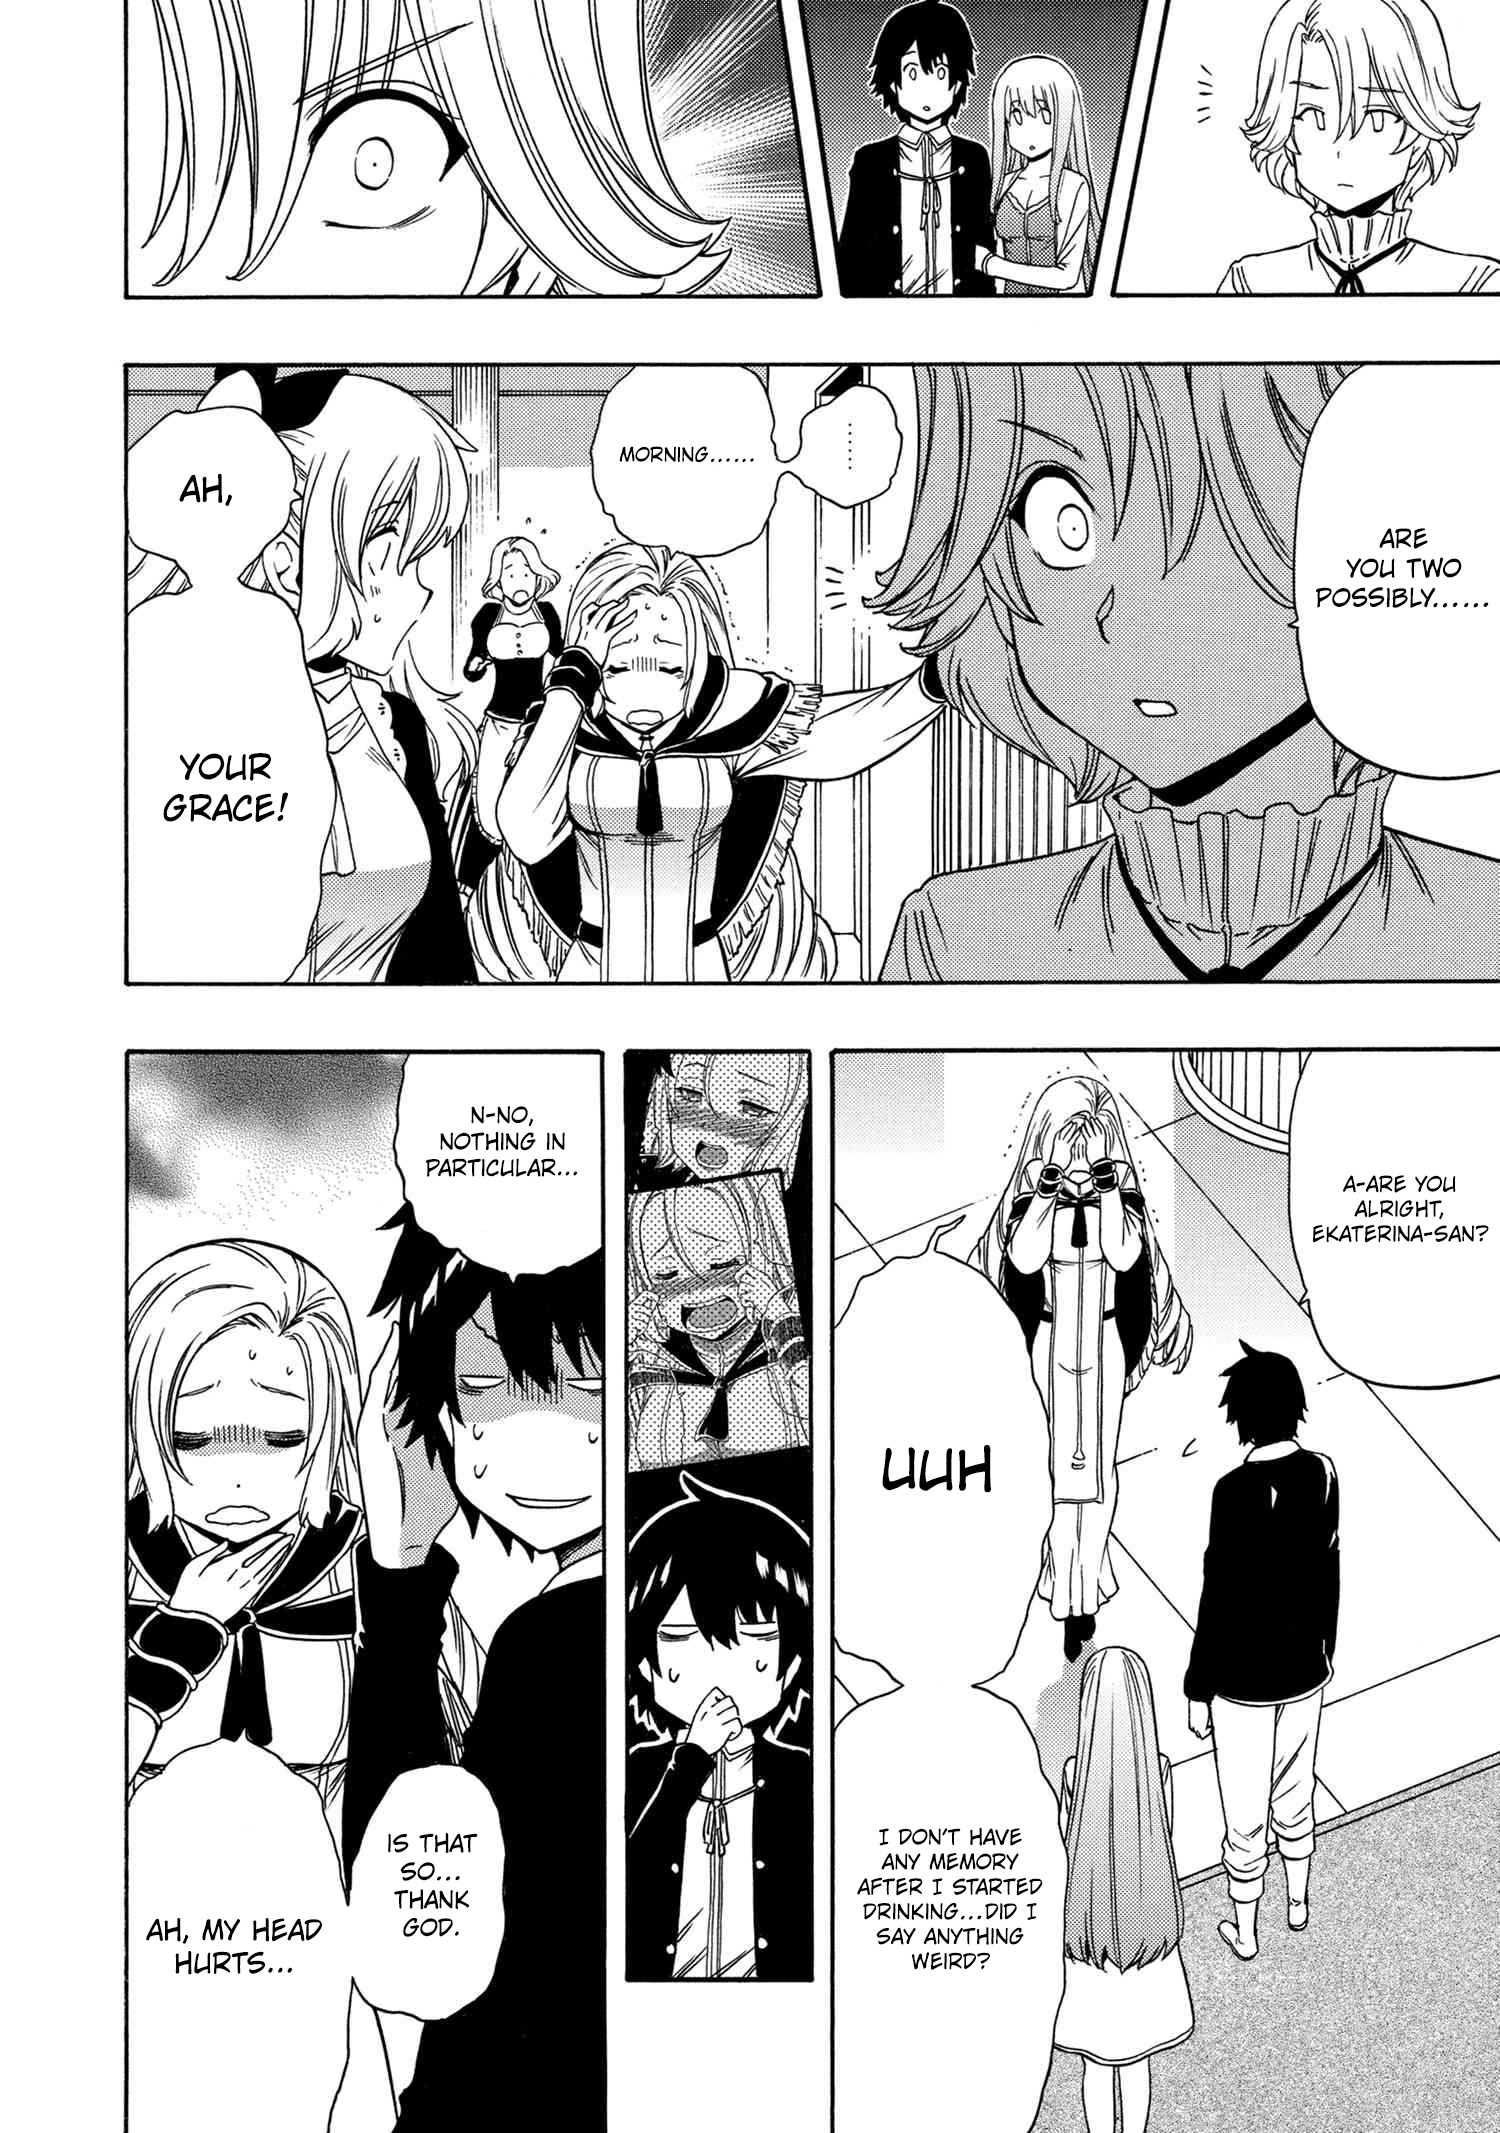 ARE
YOU TWO
POSSIBLY......
......
MORNING......
AH,
YOUR
GRACE!
A-ARE YOU
ALRIGHT,
EKATERINA-SAN?
UUH
I DON'T HAVE
ANY MEMORY
AFTER I STARTED
DRINKING...DID I
SAY ANYTHING
WEIRD?
N-NO,
NOTHING IN
PARTICULAR...
IS THAT
SO...
THANK
GOD.
AH, MY HEAD
HURTS...